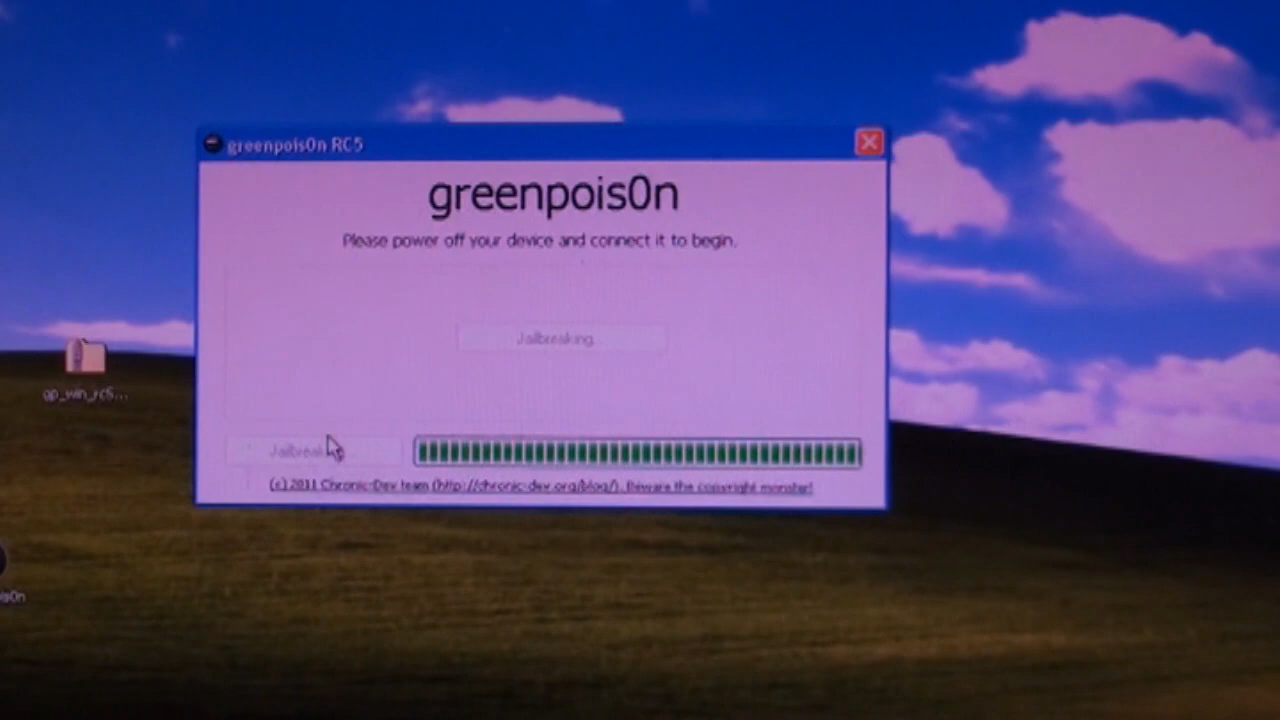 greenpois0n RC5
greenpois0n
Please power off your device and connect it to begin.
Jailbreaking...
gp_win_rc5...
(c) 2011 Chronic-Dev team (http://chronic-dev.org/blog/). Beware the copyright monster!